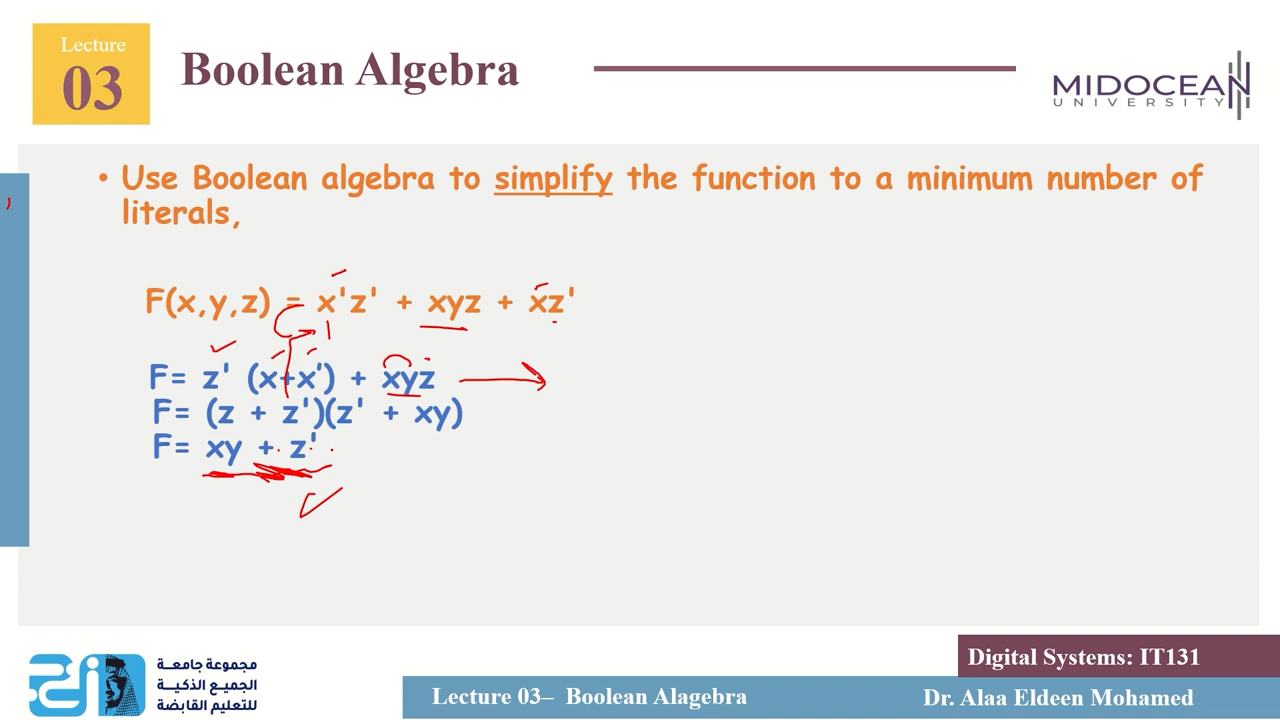 Lecture
03
Boolean Algebra
MIDOCEAN
UNIVERSITY
• Use Boolean algebra to simplify the function to a minimum number of
literals,
F(x,y,z) = x'z' + xyz + xz'
1
F= z' (x+x') + xyz
F= (z + z')(z' + xy)
F= xy + z'
مجموعة جامعة
الجميع الذكية
للتعليم القابضة
Digital Systems: IT131
Lecture 03– Boolean Alagebra
Dr. Alaa Eldeen Mohamed